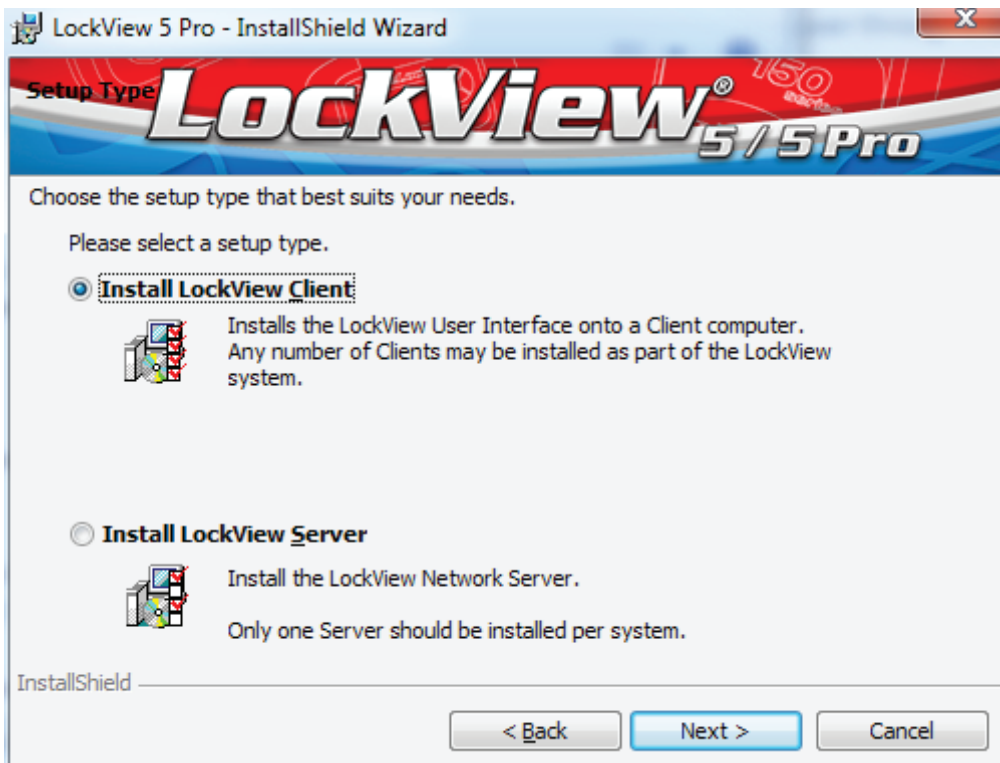 LockView 5 Pro - InstallShield Wizard
Setup Type
LockView® 5 / 5 Pro
150
series
Choose the setup type that best suits your needs.
Please select a setup type.
Install LockView Client
Installs the LockView User Interface onto a Client computer.
Any number of Clients may be installed as part of the LockView
system.
Install LockView Server
Install the LockView Network Server.
Only one Server should be installed per system.
InstallShield
< Back
Next >
Cancel